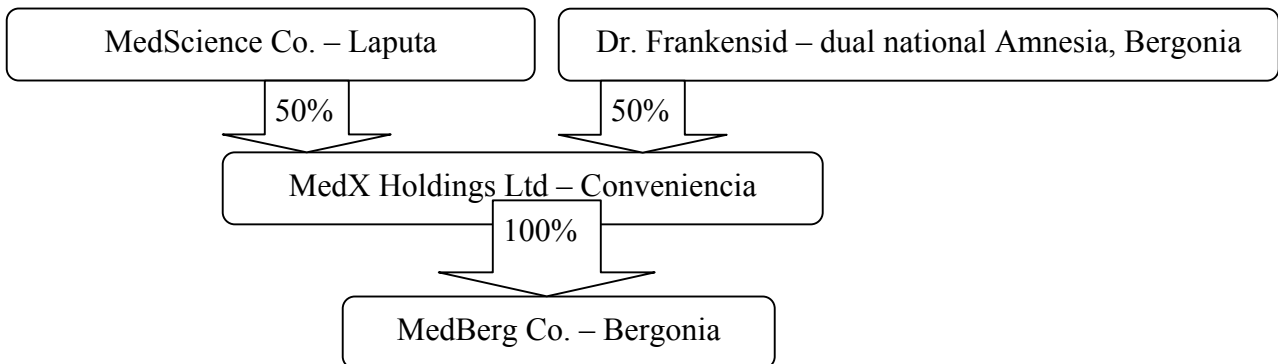 MedScience Co. – Laputa
Dr. Frankensid – dual national Amnesia, Bergonia
50%
50%
MedX Holdings Ltd – Conveniencia
100%
MedBerg Co. – Bergonia